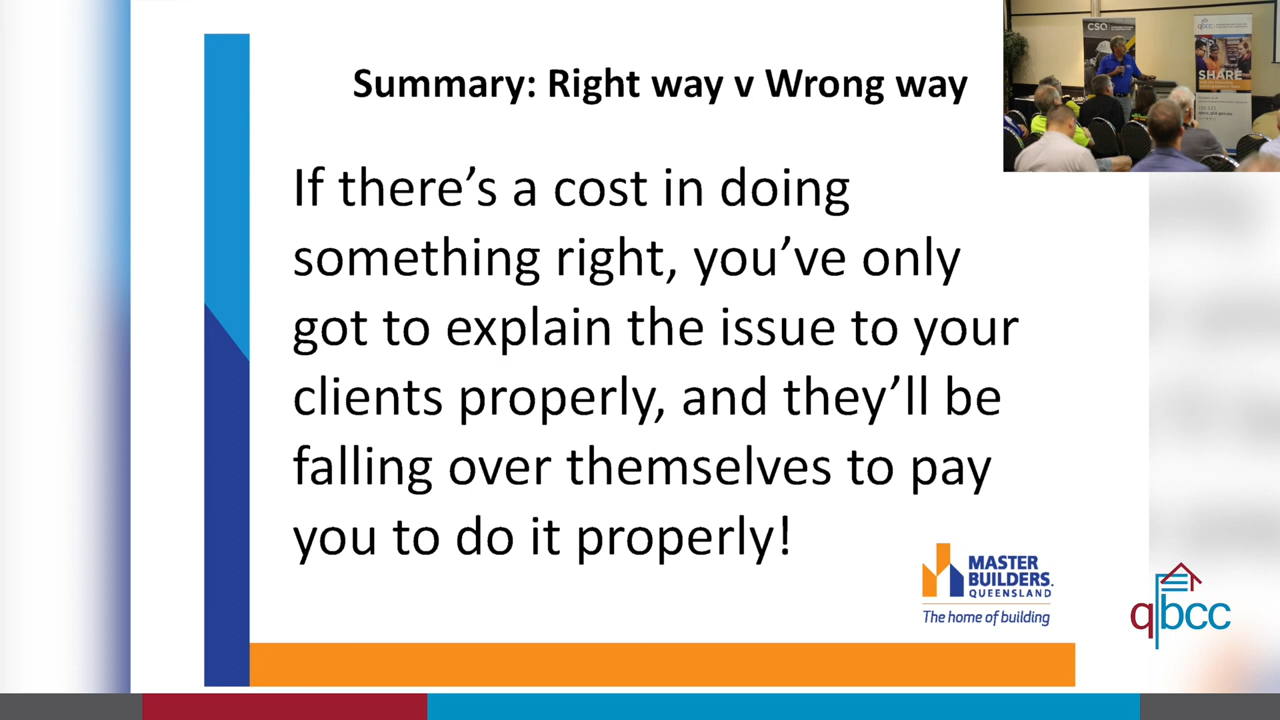 Summary: Right way v Wrong way
If there’s a cost in doing
something right, you’ve only
got to explain the issue to your
clients properly, and they’ll be
falling over themselves to pay
you to do it properly!
MASTER
BUILDERS.
QUEENSLAND
The home of building
qbcc
CSQ
qbcc
SHARE